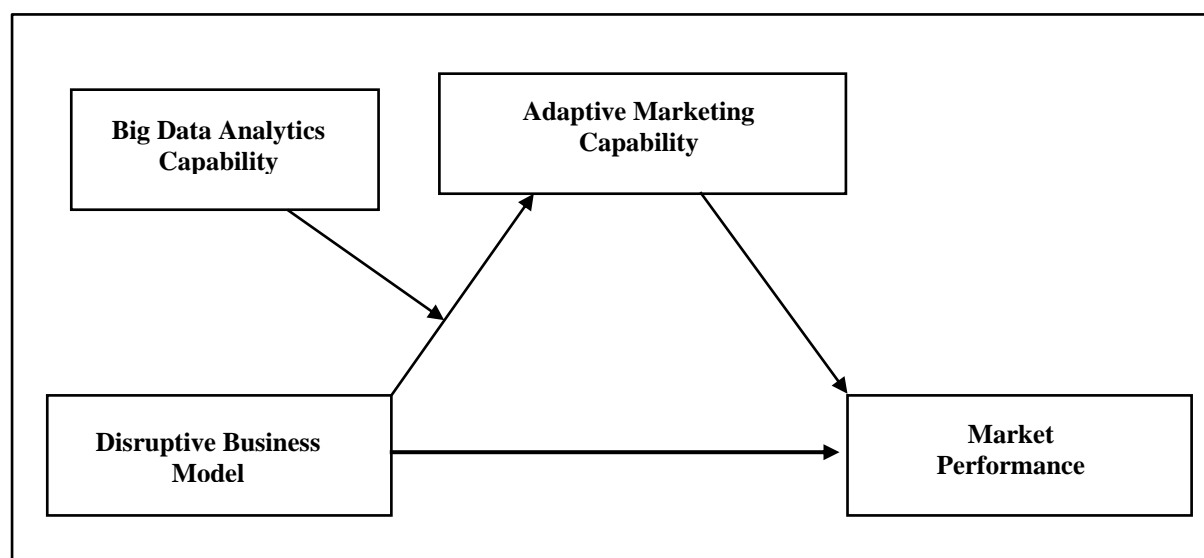 Big Data Analytics
Capability
Adaptive Marketing
Capability
Disruptive Business
Model
Market
Performance